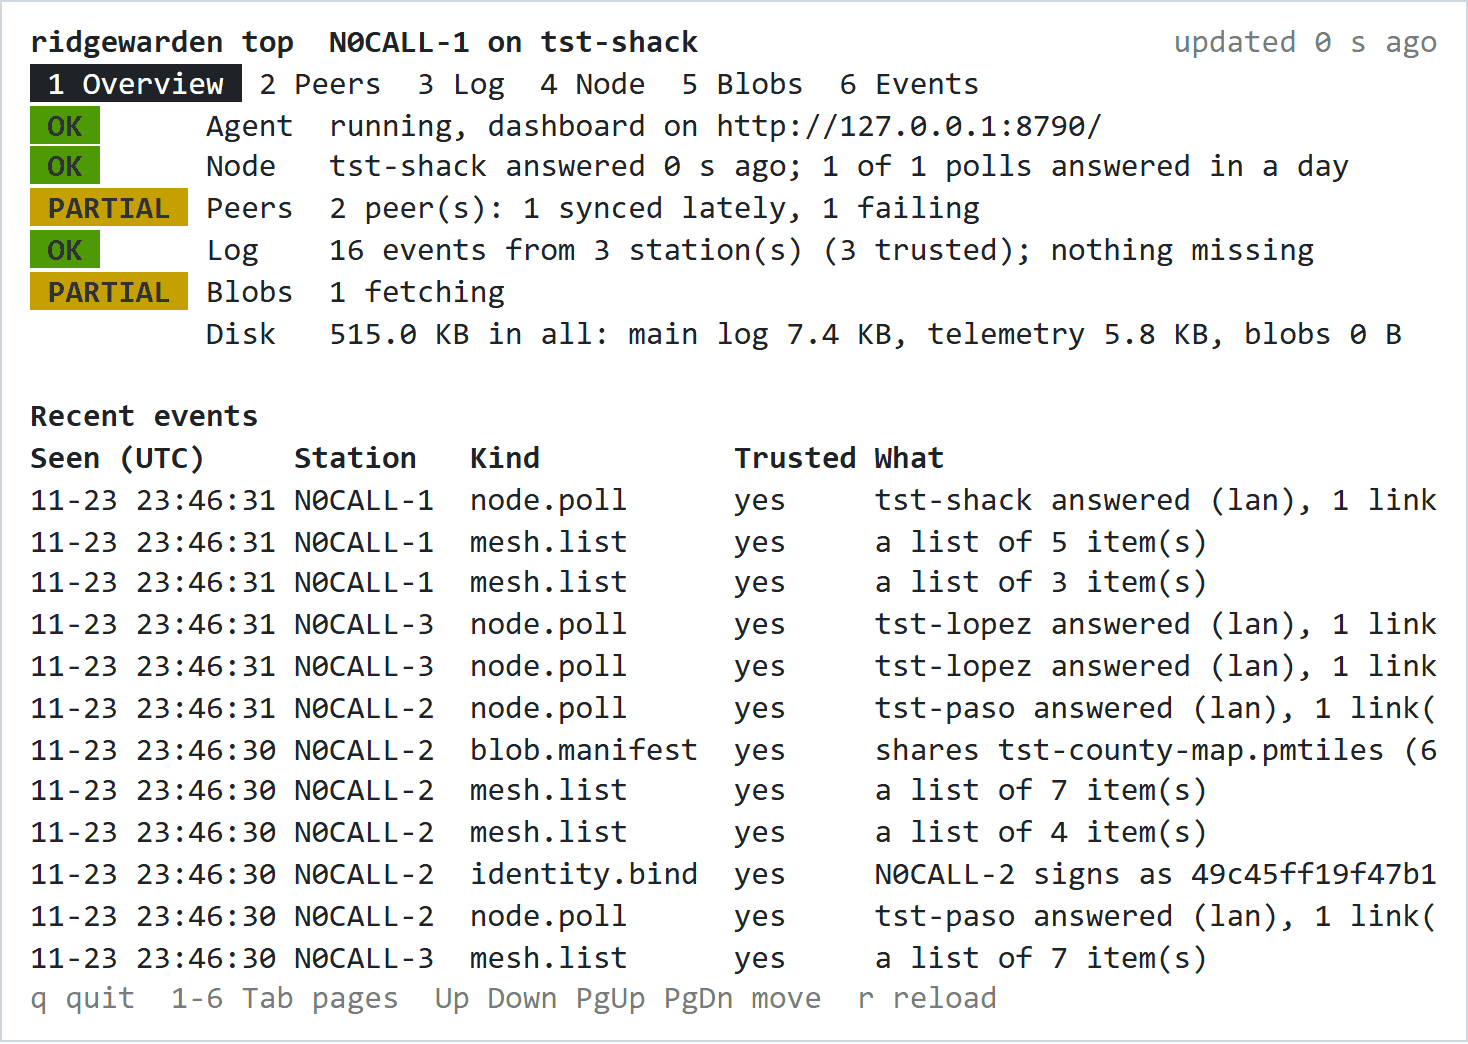 ridgewarden top  N0CALL-1 on tst-shack  updated 0 s ago
1 Overview  2 Peers  3 Log  4 Node  5 Blobs  6 Events
OK  Agent  running, dashboard on http://127.0.0.1:8790/
OK  Node  tst-shack answered 0 s ago; 1 of 1 polls answered in a day
PARTIAL  Peers  2 peer(s): 1 synced lately, 1 failing
OK  Log  16 events from 3 station(s) (3 trusted); nothing missing
PARTIAL  Blobs  1 fetching
Disk  515.0 KB in all: main log 7.4 KB, telemetry 5.8 KB, blobs 0 B
Recent events
Seen (UTC)  Station  Kind  Trusted  What
11-23 23:46:31  N0CALL-1  node.poll  yes  tst-shack answered (lan), 1 link
11-23 23:46:31  N0CALL-1  mesh.list  yes  a list of 5 item(s)
11-23 23:46:31  N0CALL-1  mesh.list  yes  a list of 3 item(s)
11-23 23:46:31  N0CALL-3  node.poll  yes  tst-lopez answered (lan), 1 link
11-23 23:46:31  N0CALL-3  node.poll  yes  tst-lopez answered (lan), 1 link
11-23 23:46:31  N0CALL-2  node.poll  yes  tst-paso answered (lan), 1 link(
11-23 23:46:30  N0CALL-2  blob.manifest  yes  shares tst-county-map.pmtiles (6
11-23 23:46:30  N0CALL-2  mesh.list  yes  a list of 7 item(s)
11-23 23:46:30  N0CALL-2  mesh.list  yes  a list of 4 item(s)
11-23 23:46:30  N0CALL-2  identity.bind  yes  N0CALL-2 signs as 49c45ff19f47b1
11-23 23:46:30  N0CALL-2  node.poll  yes  tst-paso answered (lan), 1 link(
11-23 23:46:30  N0CALL-3  mesh.list  yes  a list of 7 item(s)
q quit  1-6 Tab pages  Up Down PgUp PgDn move  r reload